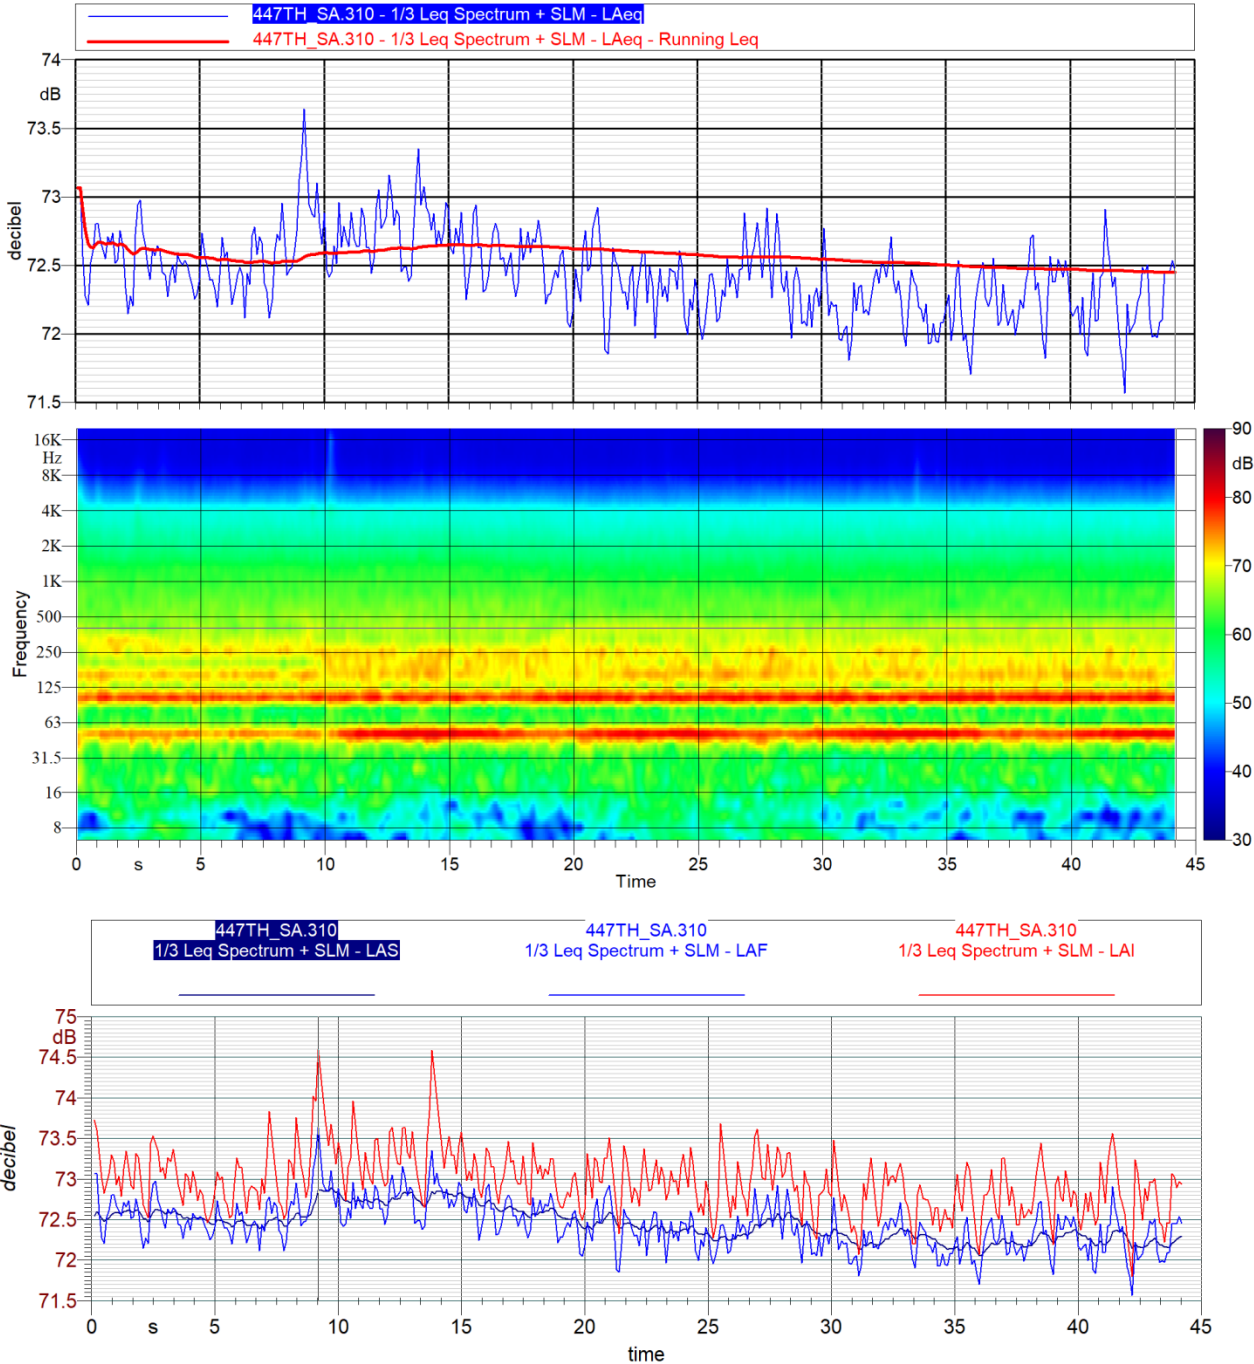 447TH_SA.310 - 1/3 Leq Spectrum + SLM - LAeq
447TH_SA.310 - 1/3 Leq Spectrum + SLM - LAeq - Running Leq
74
dB
73.5
73
72.5
72
71.5
decibel
16K
Hz
8K
4K
2K
1K
500
250
125
63
31.5
16
8
Frequency
0 s 5 10 15 20 25 30 35 40 45
Time
90
dB
80
70
60
50
40
30
447TH_SA.310 447TH_SA.310 447TH_SA.310
1/3 Leq Spectrum + SLM - LAS 1/3 Leq Spectrum + SLM - LAF 1/3 Leq Spectrum + SLM - LAI
75
dB
74.5
74
73.5
73
72.5
72
71.5
decibel
0 s 5 10 15 20 25 30 35 40 45
time